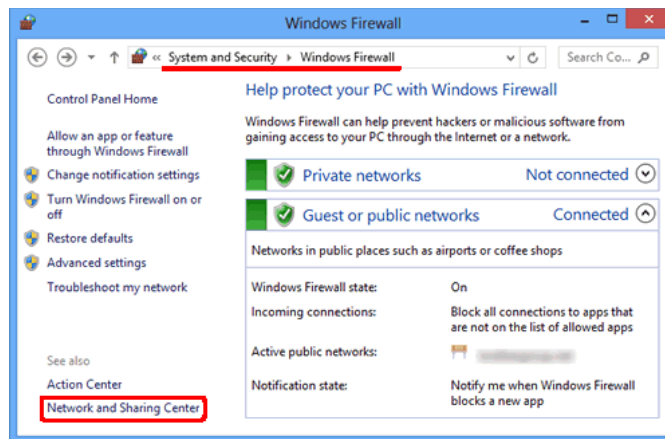 Windows Firewall
« System and Security › Windows Firewall
Search Co...
Control Panel Home
Allow an app or feature
through Windows Firewall
Change notification settings
Turn Windows Firewall on or
off
Restore defaults
Advanced settings
Troubleshoot my network
See also
Action Center
Network and Sharing Center
Help protect your PC with Windows Firewall
Windows Firewall can help prevent hackers or malicious software from
gaining access to your PC through the Internet or a network.
Private networks Not connected
Guest or public networks Connected
Networks in public places such as airports or coffee shops
Windows Firewall state: On
Incoming connections: Block all connections to apps that
are not on the list of allowed apps
Active public networks:
Notification state: Notify me when Windows Firewall
blocks a new app